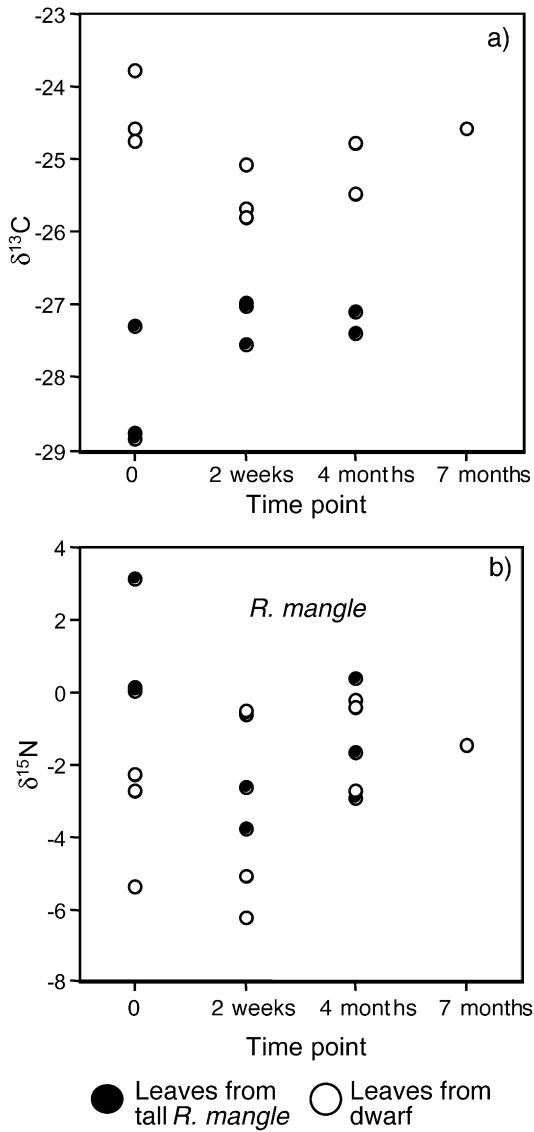 -23
a)
-24
-25
-26
-27
-28
-29
δ13C
0 2 weeks 4 months 7 months
Time point
4
b)
R. mangle
2
0
-2
-4
-6
-8
δ15N
0 2 weeks 4 months 7 months
Time point
Leaves from
tall R. mangle
Leaves from
dwarf